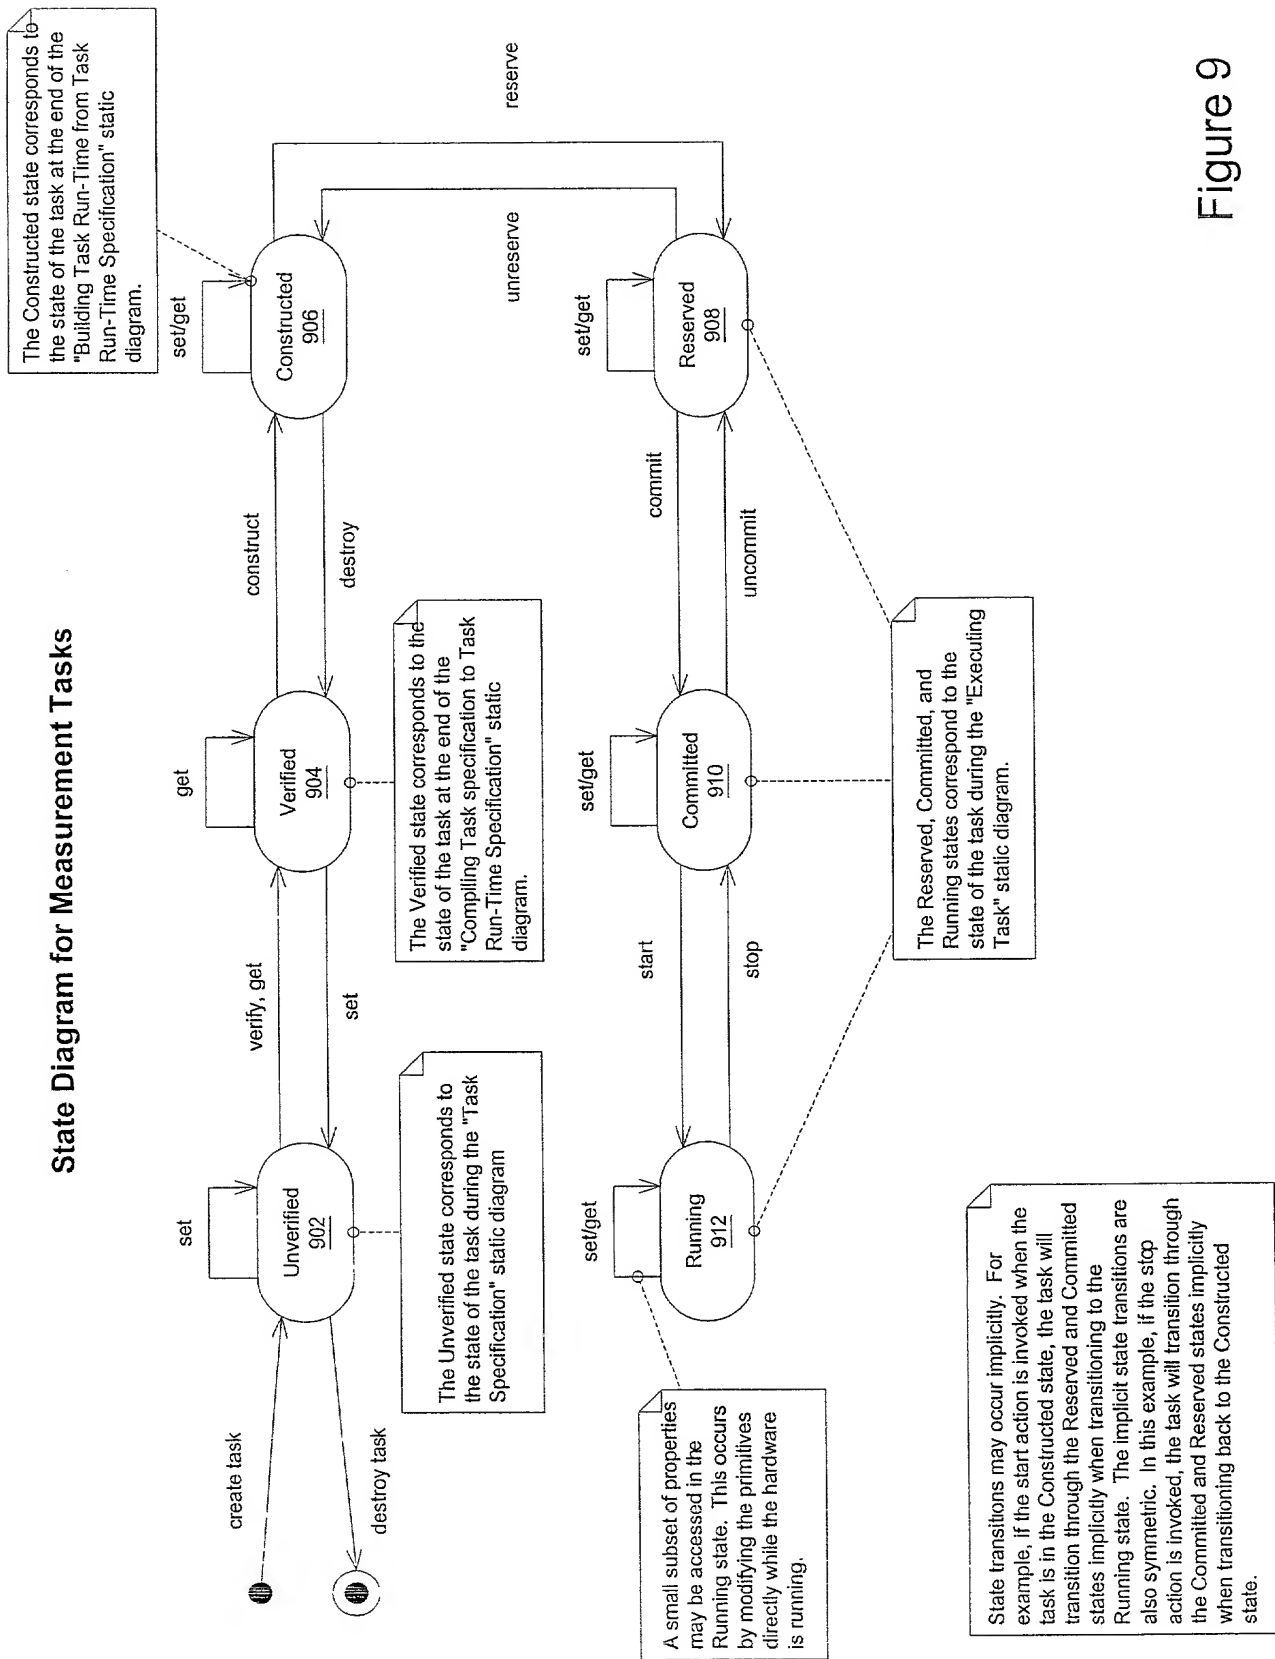 State Diagram for Measurement Tasks
The Constructed state corresponds to
the state of the task at the end of the
"Building Task Run-Time from Task
Run-Time Specification" static
diagram.
create task
destroy task
set
Unverified
902
verify, get
set
get
Verified
904
construct
destroy
set/get
Constructed
906
reserve
unreserve
The Unverified state corresponds to
the state of the task during the "Task
Specification" static diagram
The Verified state corresponds to the
state of the task at the end of the
"Compiling Task specification to Task
Run-Time Specification" static
diagram.
set/get
Running
912
start
stop
set/get
Committed
910
commit
uncommit
set/get
Reserved
908
A small subset of properties
may be accessed in the
Running state. This occurs
by modifying the primitives
directly while the hardware
is running.
The Reserved, Committed, and
Running states correspond to the
state of the task during the "Executing
Task" static diagram.
State transitions may occur implicitly. For
example, if the start action is invoked when the
task is in the Constructed state, the task will
transition through the Reserved and Committed
states implicitly when transitioning to the
Running state. The implicit state transitions are
also symmetric. In this example, if the stop
action is invoked, the task will transition through
the Committed and Reserved states implicitly
when transitioning back to the Constructed
state.
Figure 9